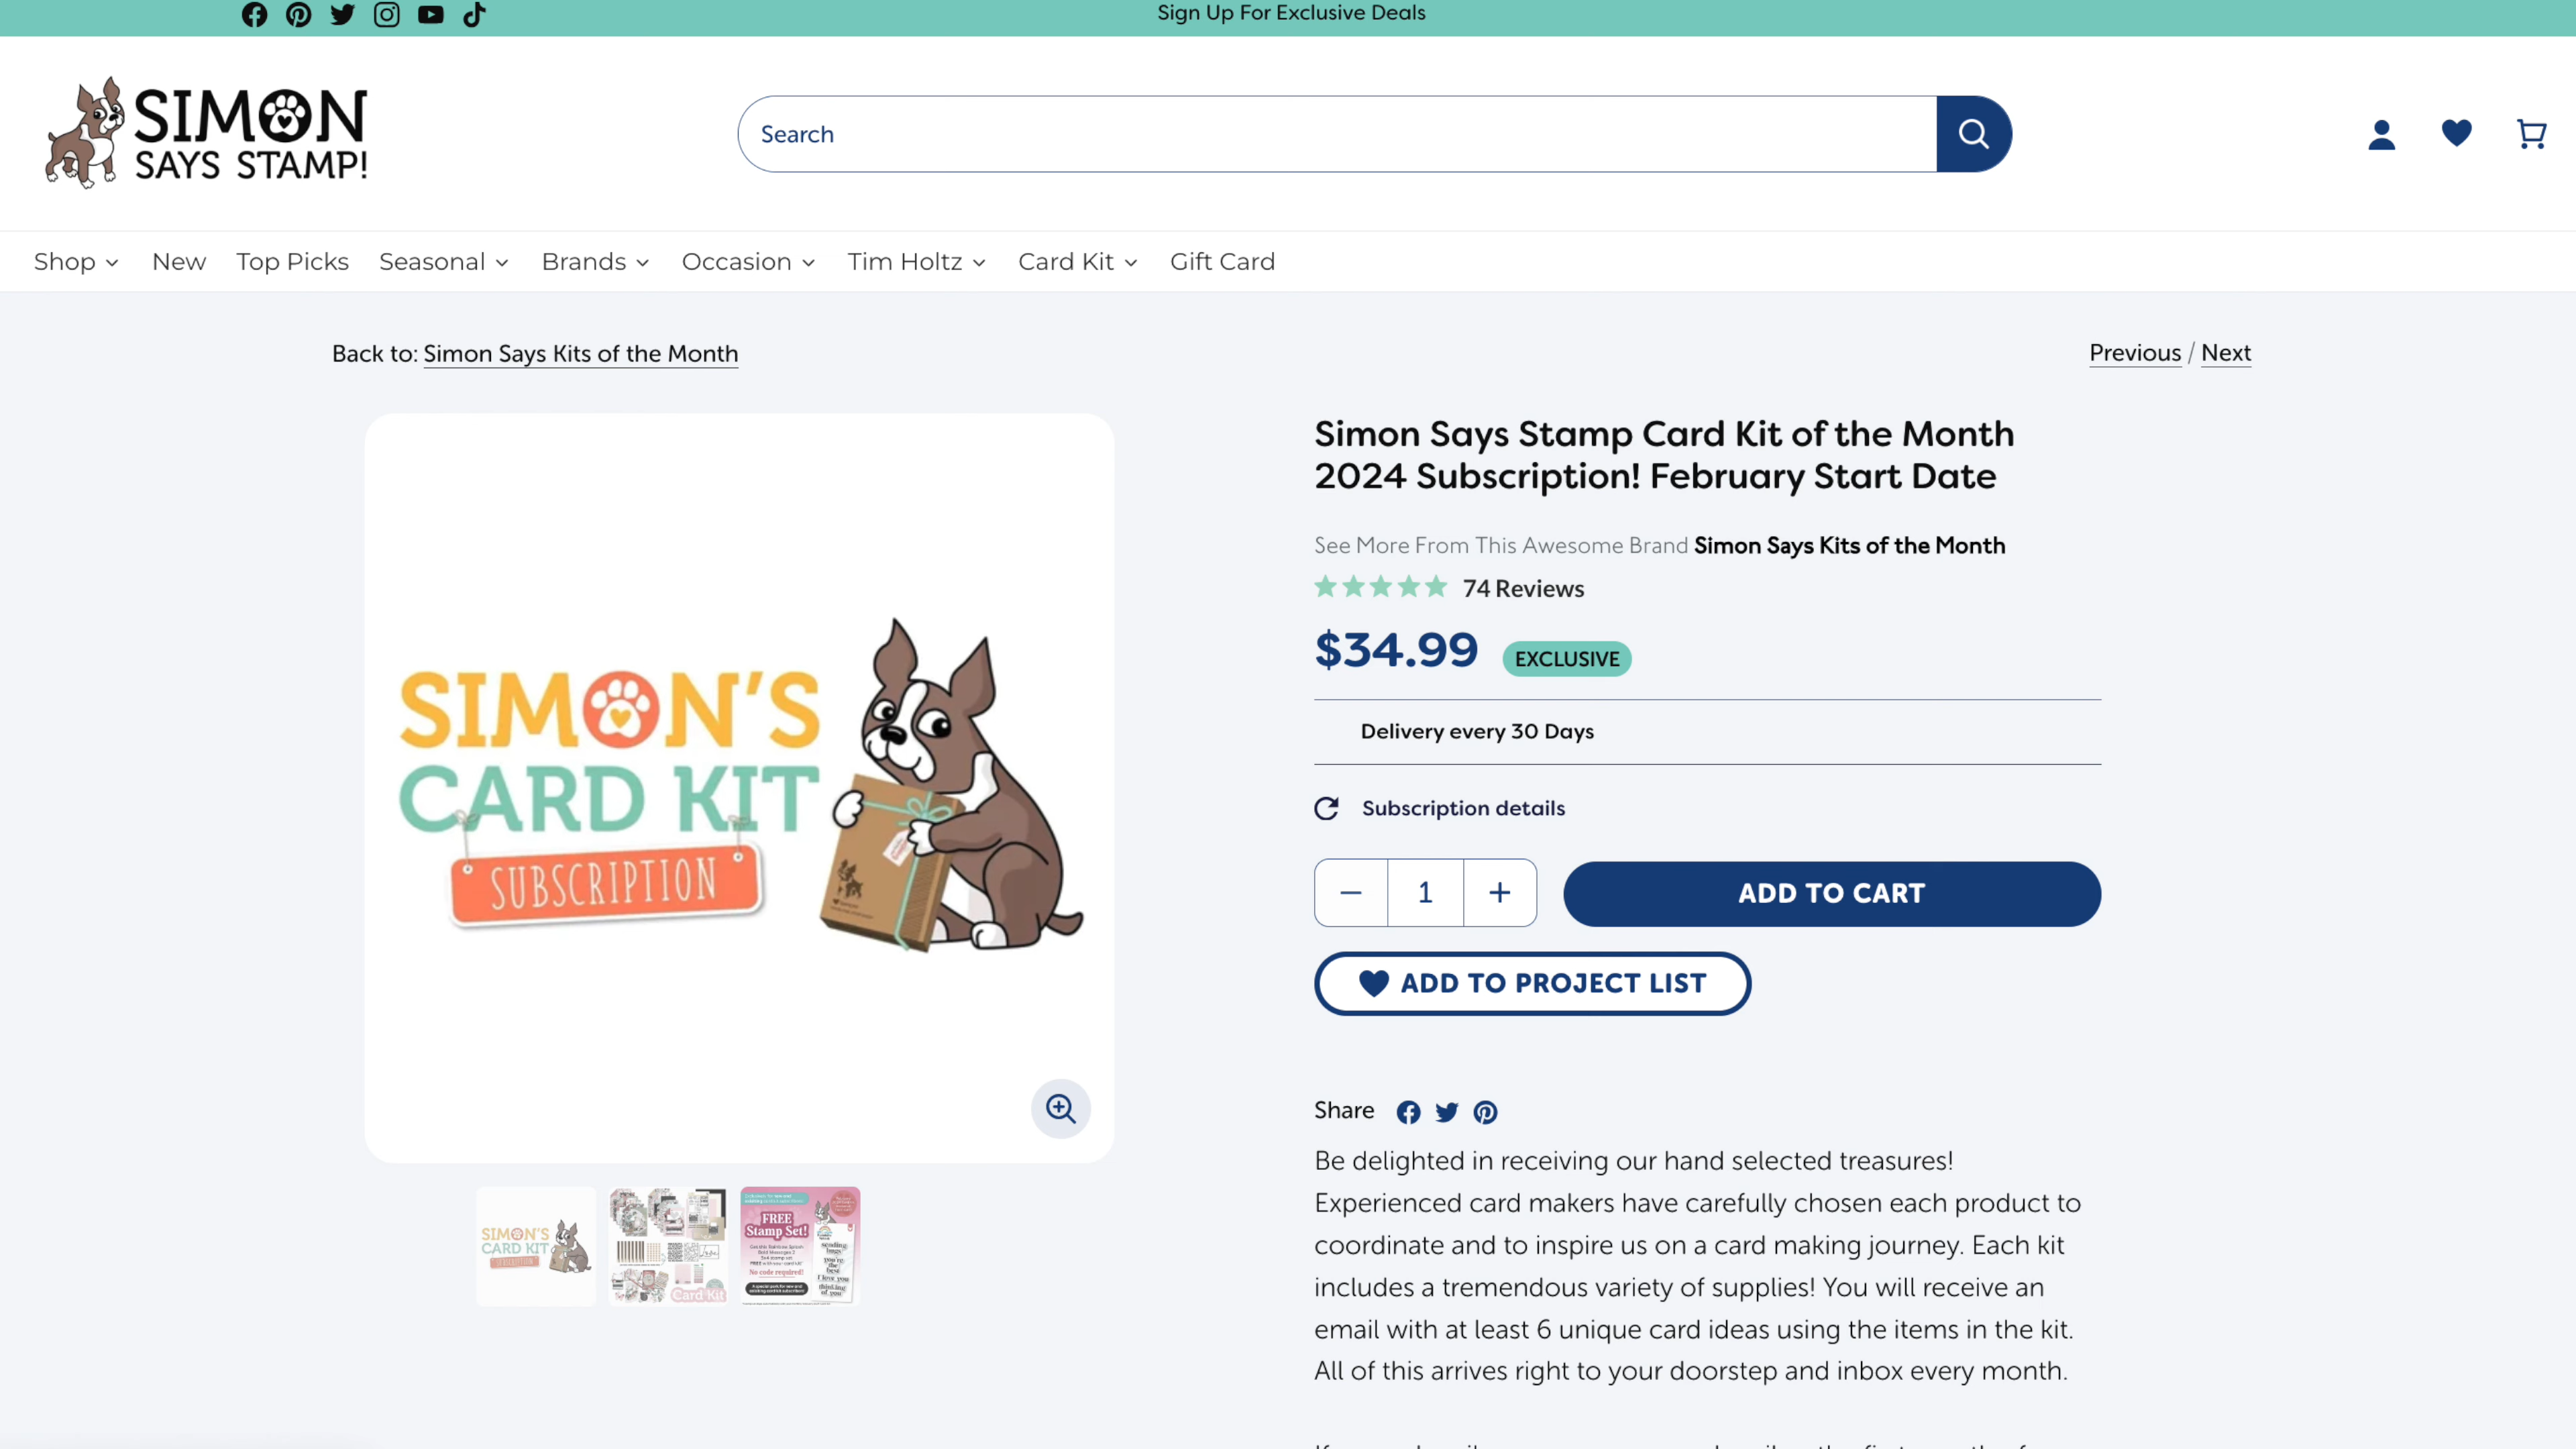 Sign Up For Exclusive Deals
SIMON
SAYS STAMP!
Search
Shop
New
Top Picks
Seasonal
Brands
Occasion
Tim Holtz
Card Kit
Gift Card
Back to: Simon Says Kits of the Month
Previous / Next
SIMON'S
CARD KIT
SUBSCRIPTION
Simon Says Stamp Card Kit of the Month
2024 Subscription! February Start Date
See More From This Awesome Brand Simon Says Kits of the Month
74 Reviews
$34.99 EXCLUSIVE
Delivery every 30 Days
Subscription details
1
ADD TO CART
ADD TO PROJECT LIST
Share
Be delighted in receiving our hand selected treasures!
Experienced card makers have carefully chosen each product to
coordinate and to inspire us on a card making journey. Each kit
includes a tremendous variety of supplies! You will receive an
email with at least 6 unique card ideas using the items in the kit.
All of this arrives right to your doorstep and inbox every month.
SIMON'S
CARD KIT
SUBSCRIPTION
Card Kit
FREE
Stamp Set!
No code required!